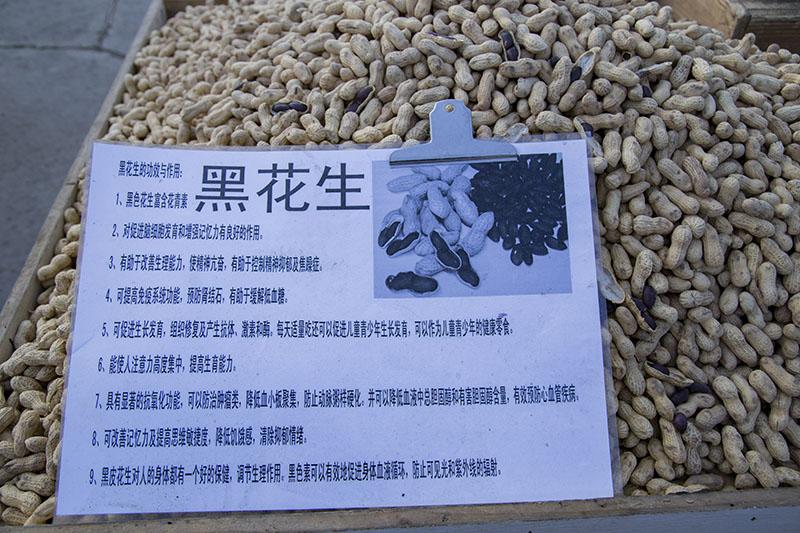 黑花生的功效与作用:
黑花生
1、黑色花生富含花青素
2、对促进脑细胞发育和增强记忆力有良好的作用。
3、有助于改善生理能力，使精神亢奋，有助于控制精神抑郁及焦躁症。
4、可提高免疫系统功能，预防肾结石，有助于缓解低血糖。
5、可促进生长发育，组织修复及产生抗体、激素和酶。每天适量吃还可以促进儿童青少年生长发育，可以作为儿童青少年的健康零食。
6、能使人注意力高度集中，提高生育能力。
7、具有显著的抗氧化功能，可以防治肿瘤类，降低血小板聚集，防止动脉粥样硬化。并可以降低血液中总胆固醇和有害胆固醇含量，有效预防心血管疾病。
8、可改善记忆力及提高思维敏捷度，降低饥饿感，清除抑郁情绪。
9、黑皮花生对人的身体都有一个好的保健，调节生理作用。黑色素可以有效地促进身体血液循环，防止可见光和紫外线的辐射。